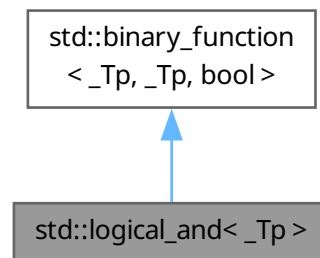 std::binary_function
< _Tp, _Tp, bool >
std::logical_and< _Tp >